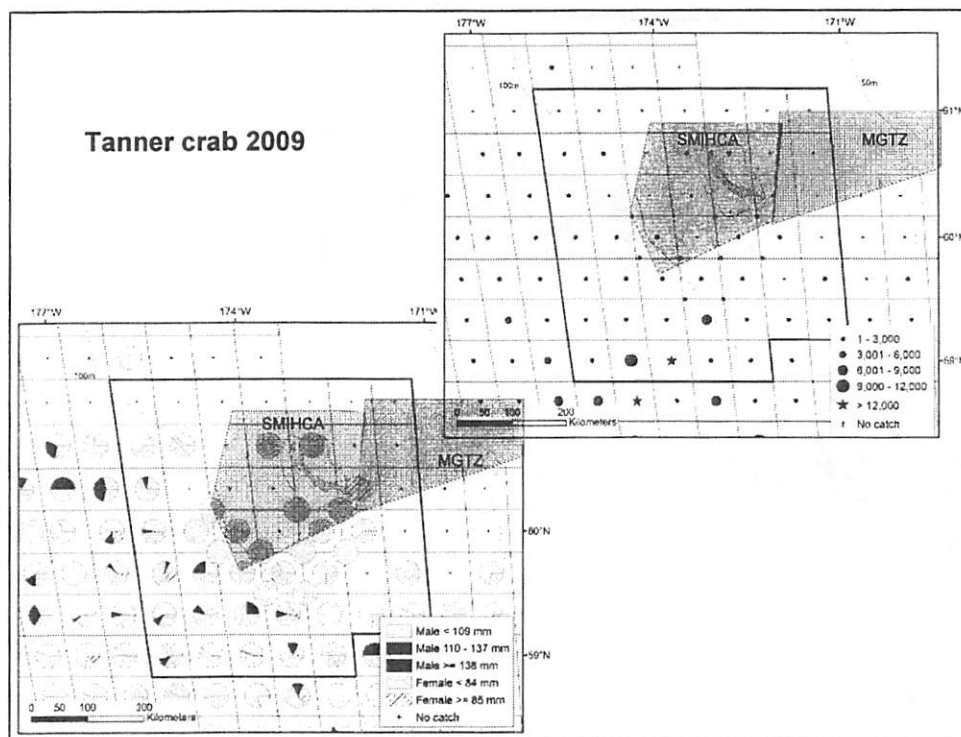 Tanner crab 2009
177°W 174°W 171°W
100m 50m
61°N
SMIHCA MGTZ
60°N
59°N
1 - 3,000
3,001 - 6,000
6,001 - 9,000
9,000 - 12,000
> 12,000
No catch
0 50 100 200
Kilometers
177°W 174°W 171°W
100m
SMIHCA
MGTZ
60°N
59°N
Male < 109 mm
Male 110 - 137 mm
Male >= 138 mm
Female < 84 mm
Female >= 85 mm
No catch
0 50 100 200
Kilometers